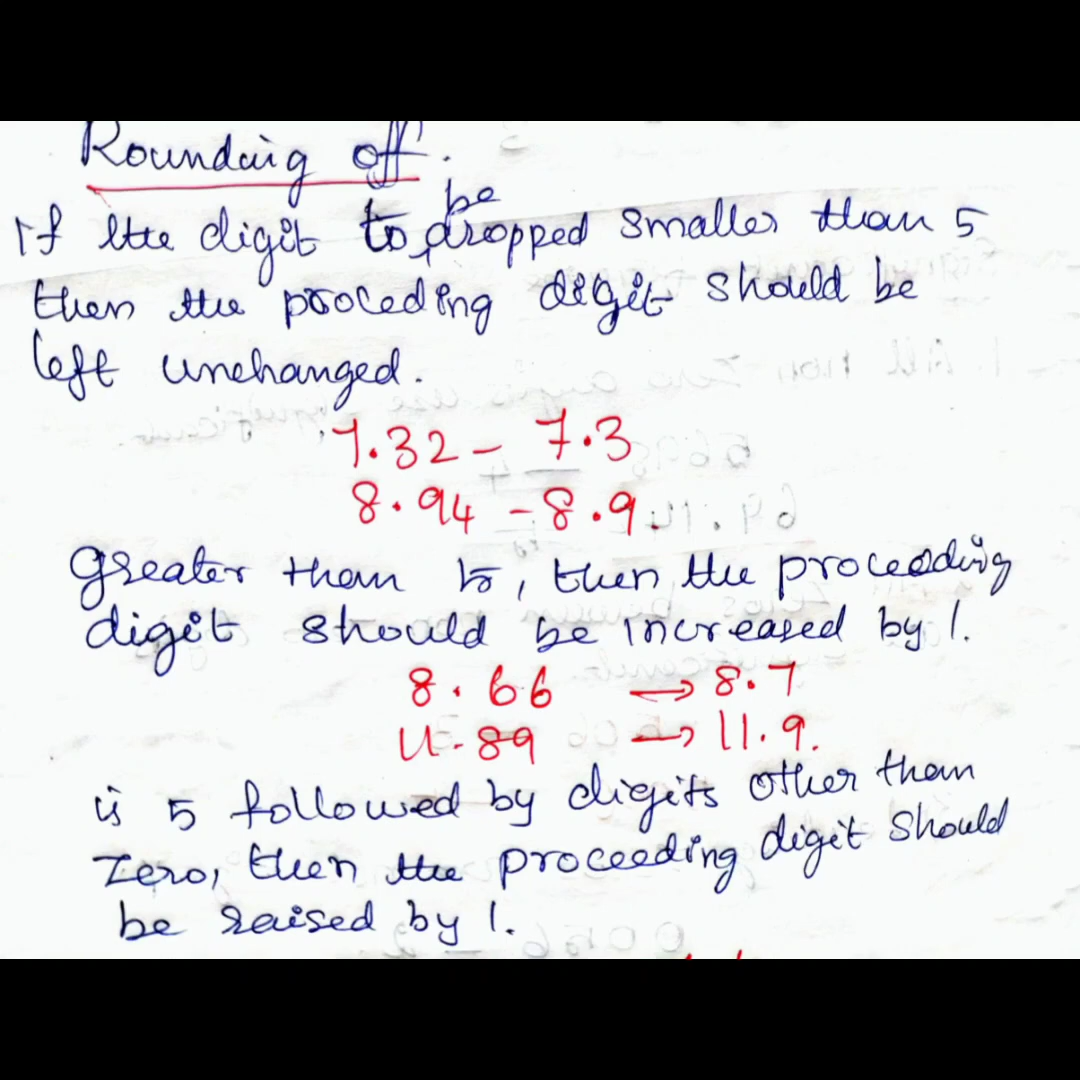 Rounding off.
If the digit to be dropped smaller than 5
then the proceding digit should be
left unchanged.
7.32 - 7.3
8.94 - 8.9.
greater than 5, then the proceeding
digit should be increased by 1.
8.66 → 8.7
11.89 → 11.9.
is 5 followed by digits other than
Zero, then the proceeding digit should
be raised by 1.